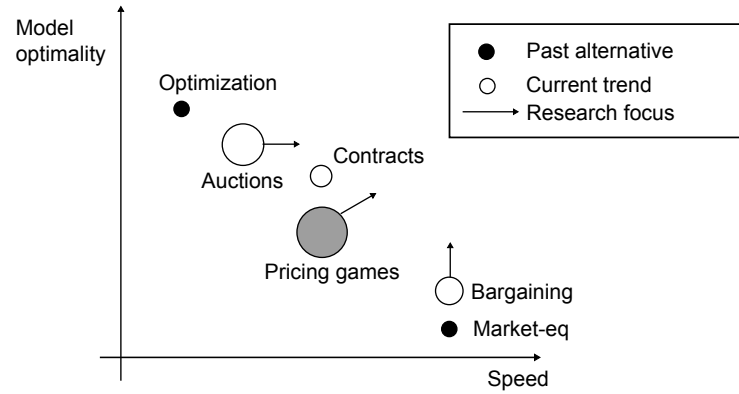 Model
optimality
Past alternative
Current trend
Research focus
Optimization
Auctions
Contracts
Pricing games
Bargaining
Market-eq
Speed